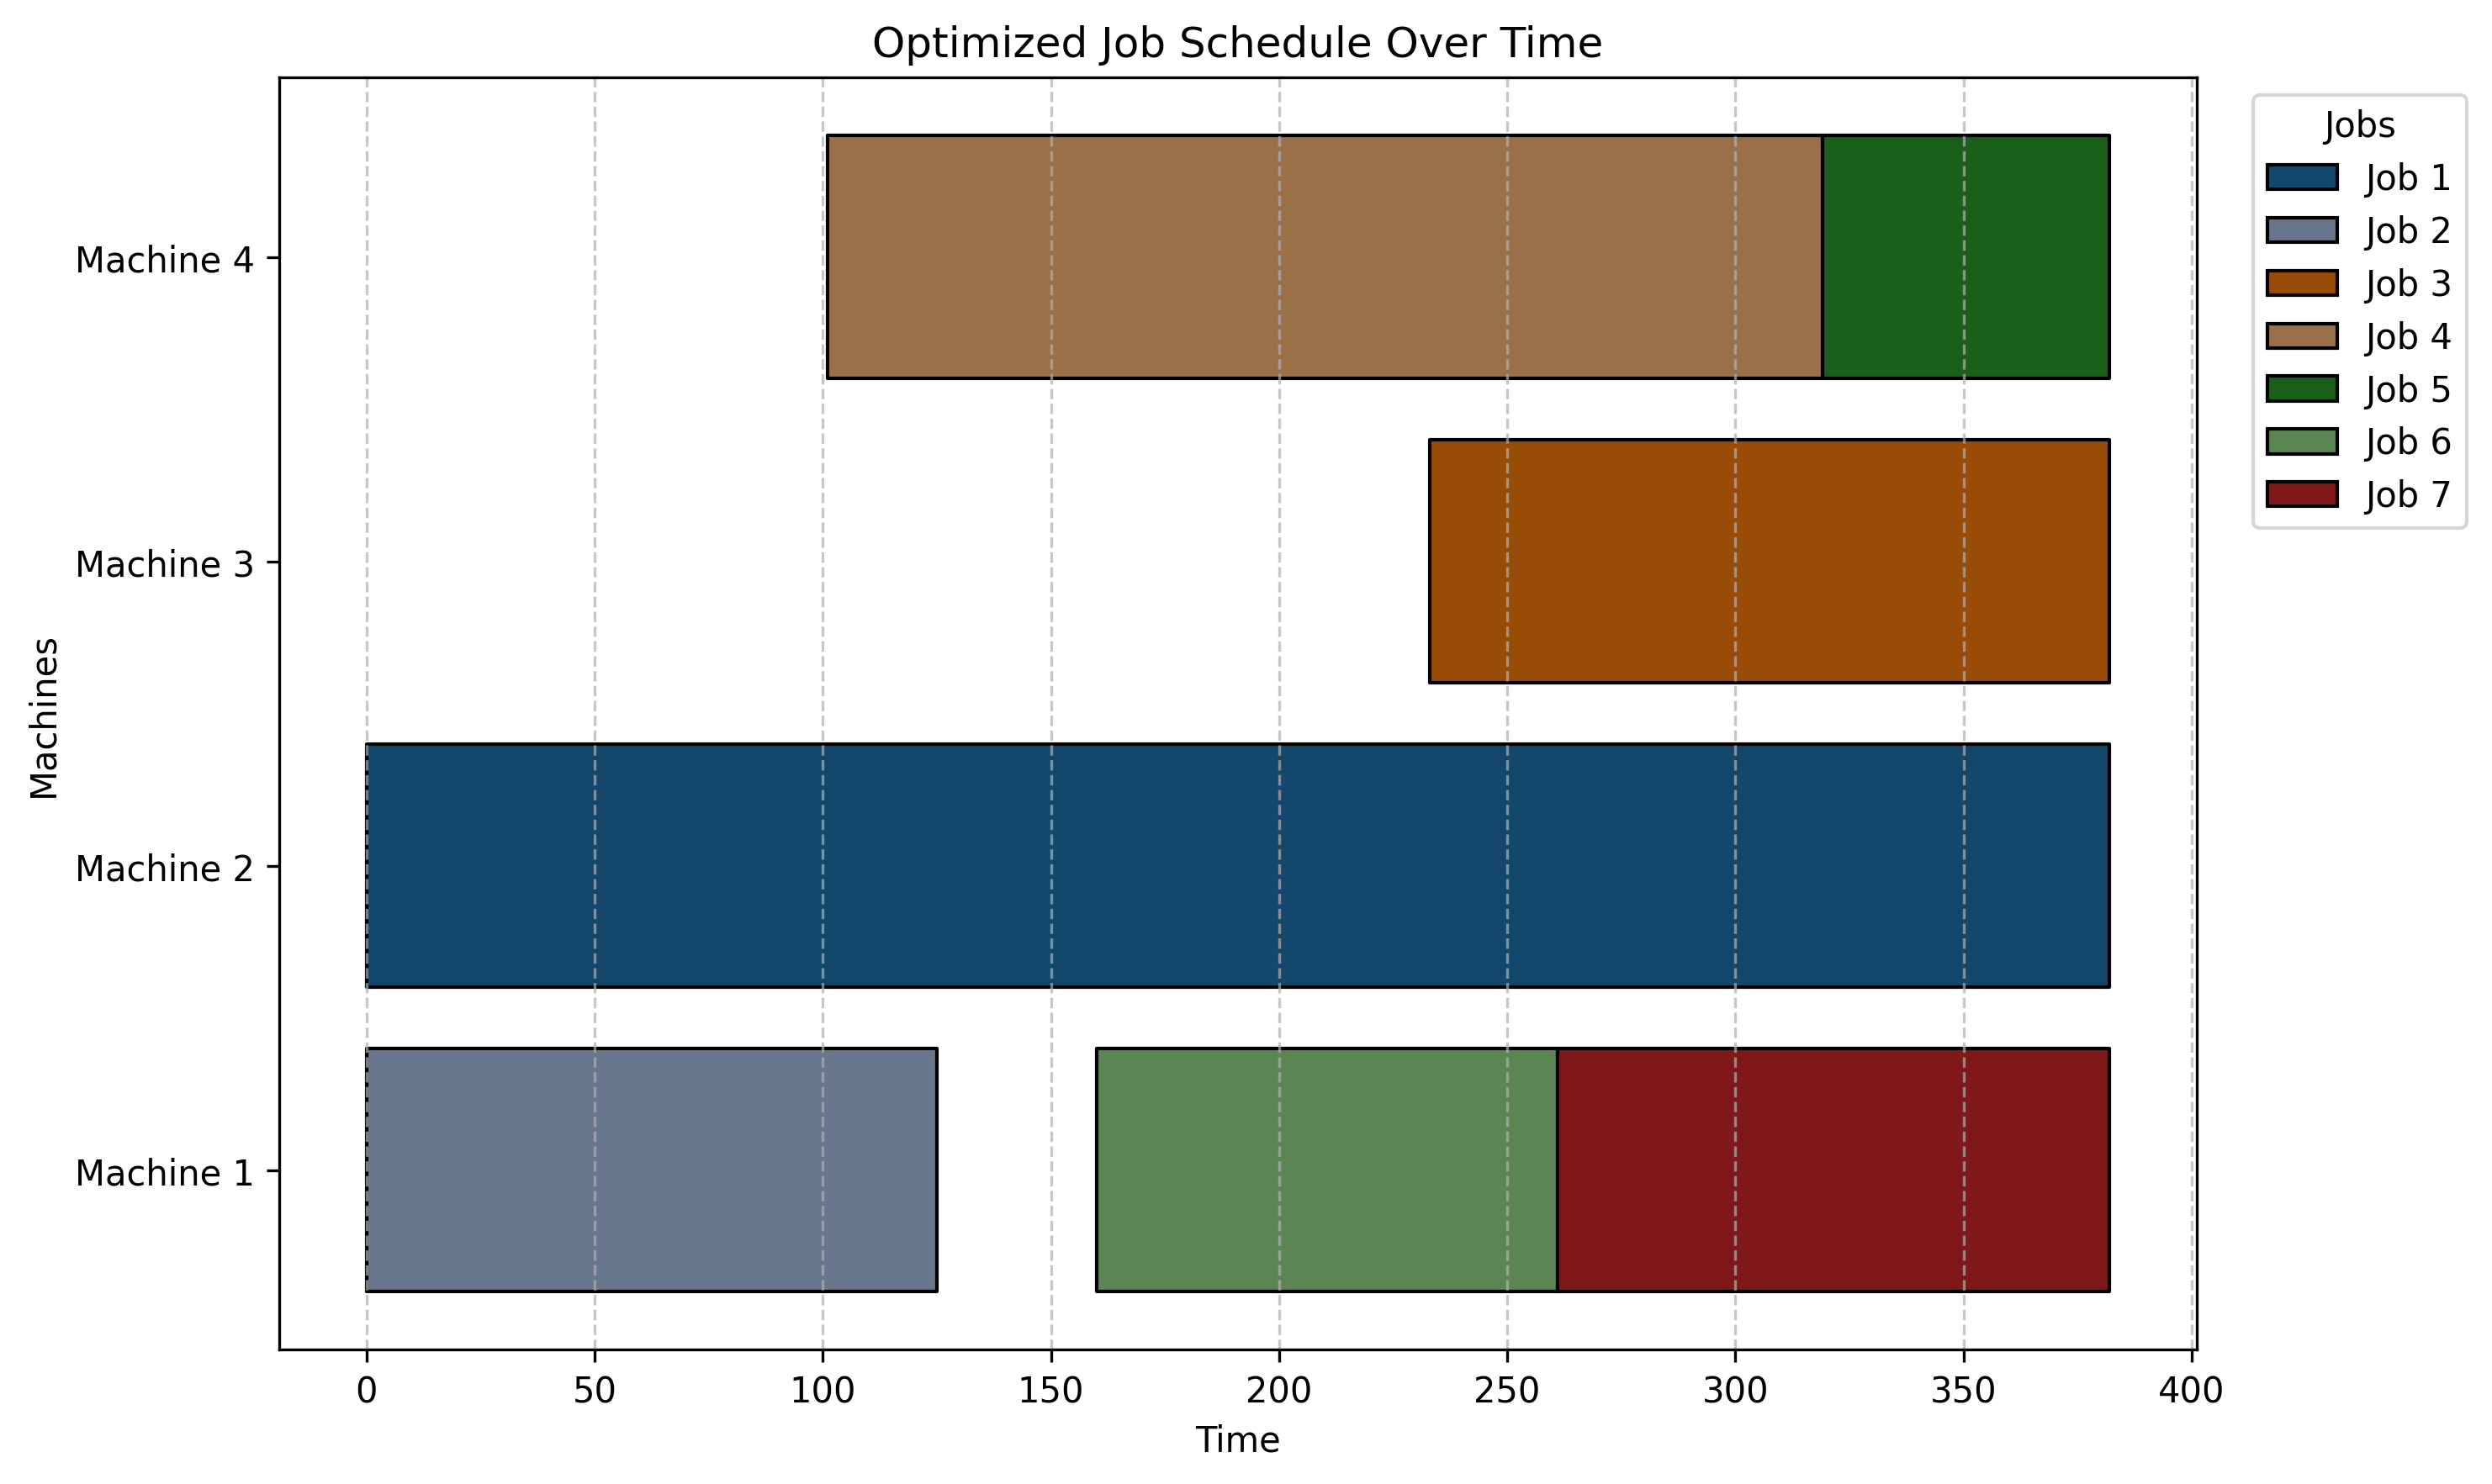 Optimized Job Schedule Over Time
Jobs
Job 1
Job 2
Job 3
Job 4
Job 5
Job 6
Job 7
Machines
Machine 4
Machine 3
Machine 2
Machine 1
0 50 100 150 200 250 300 350 400
Time